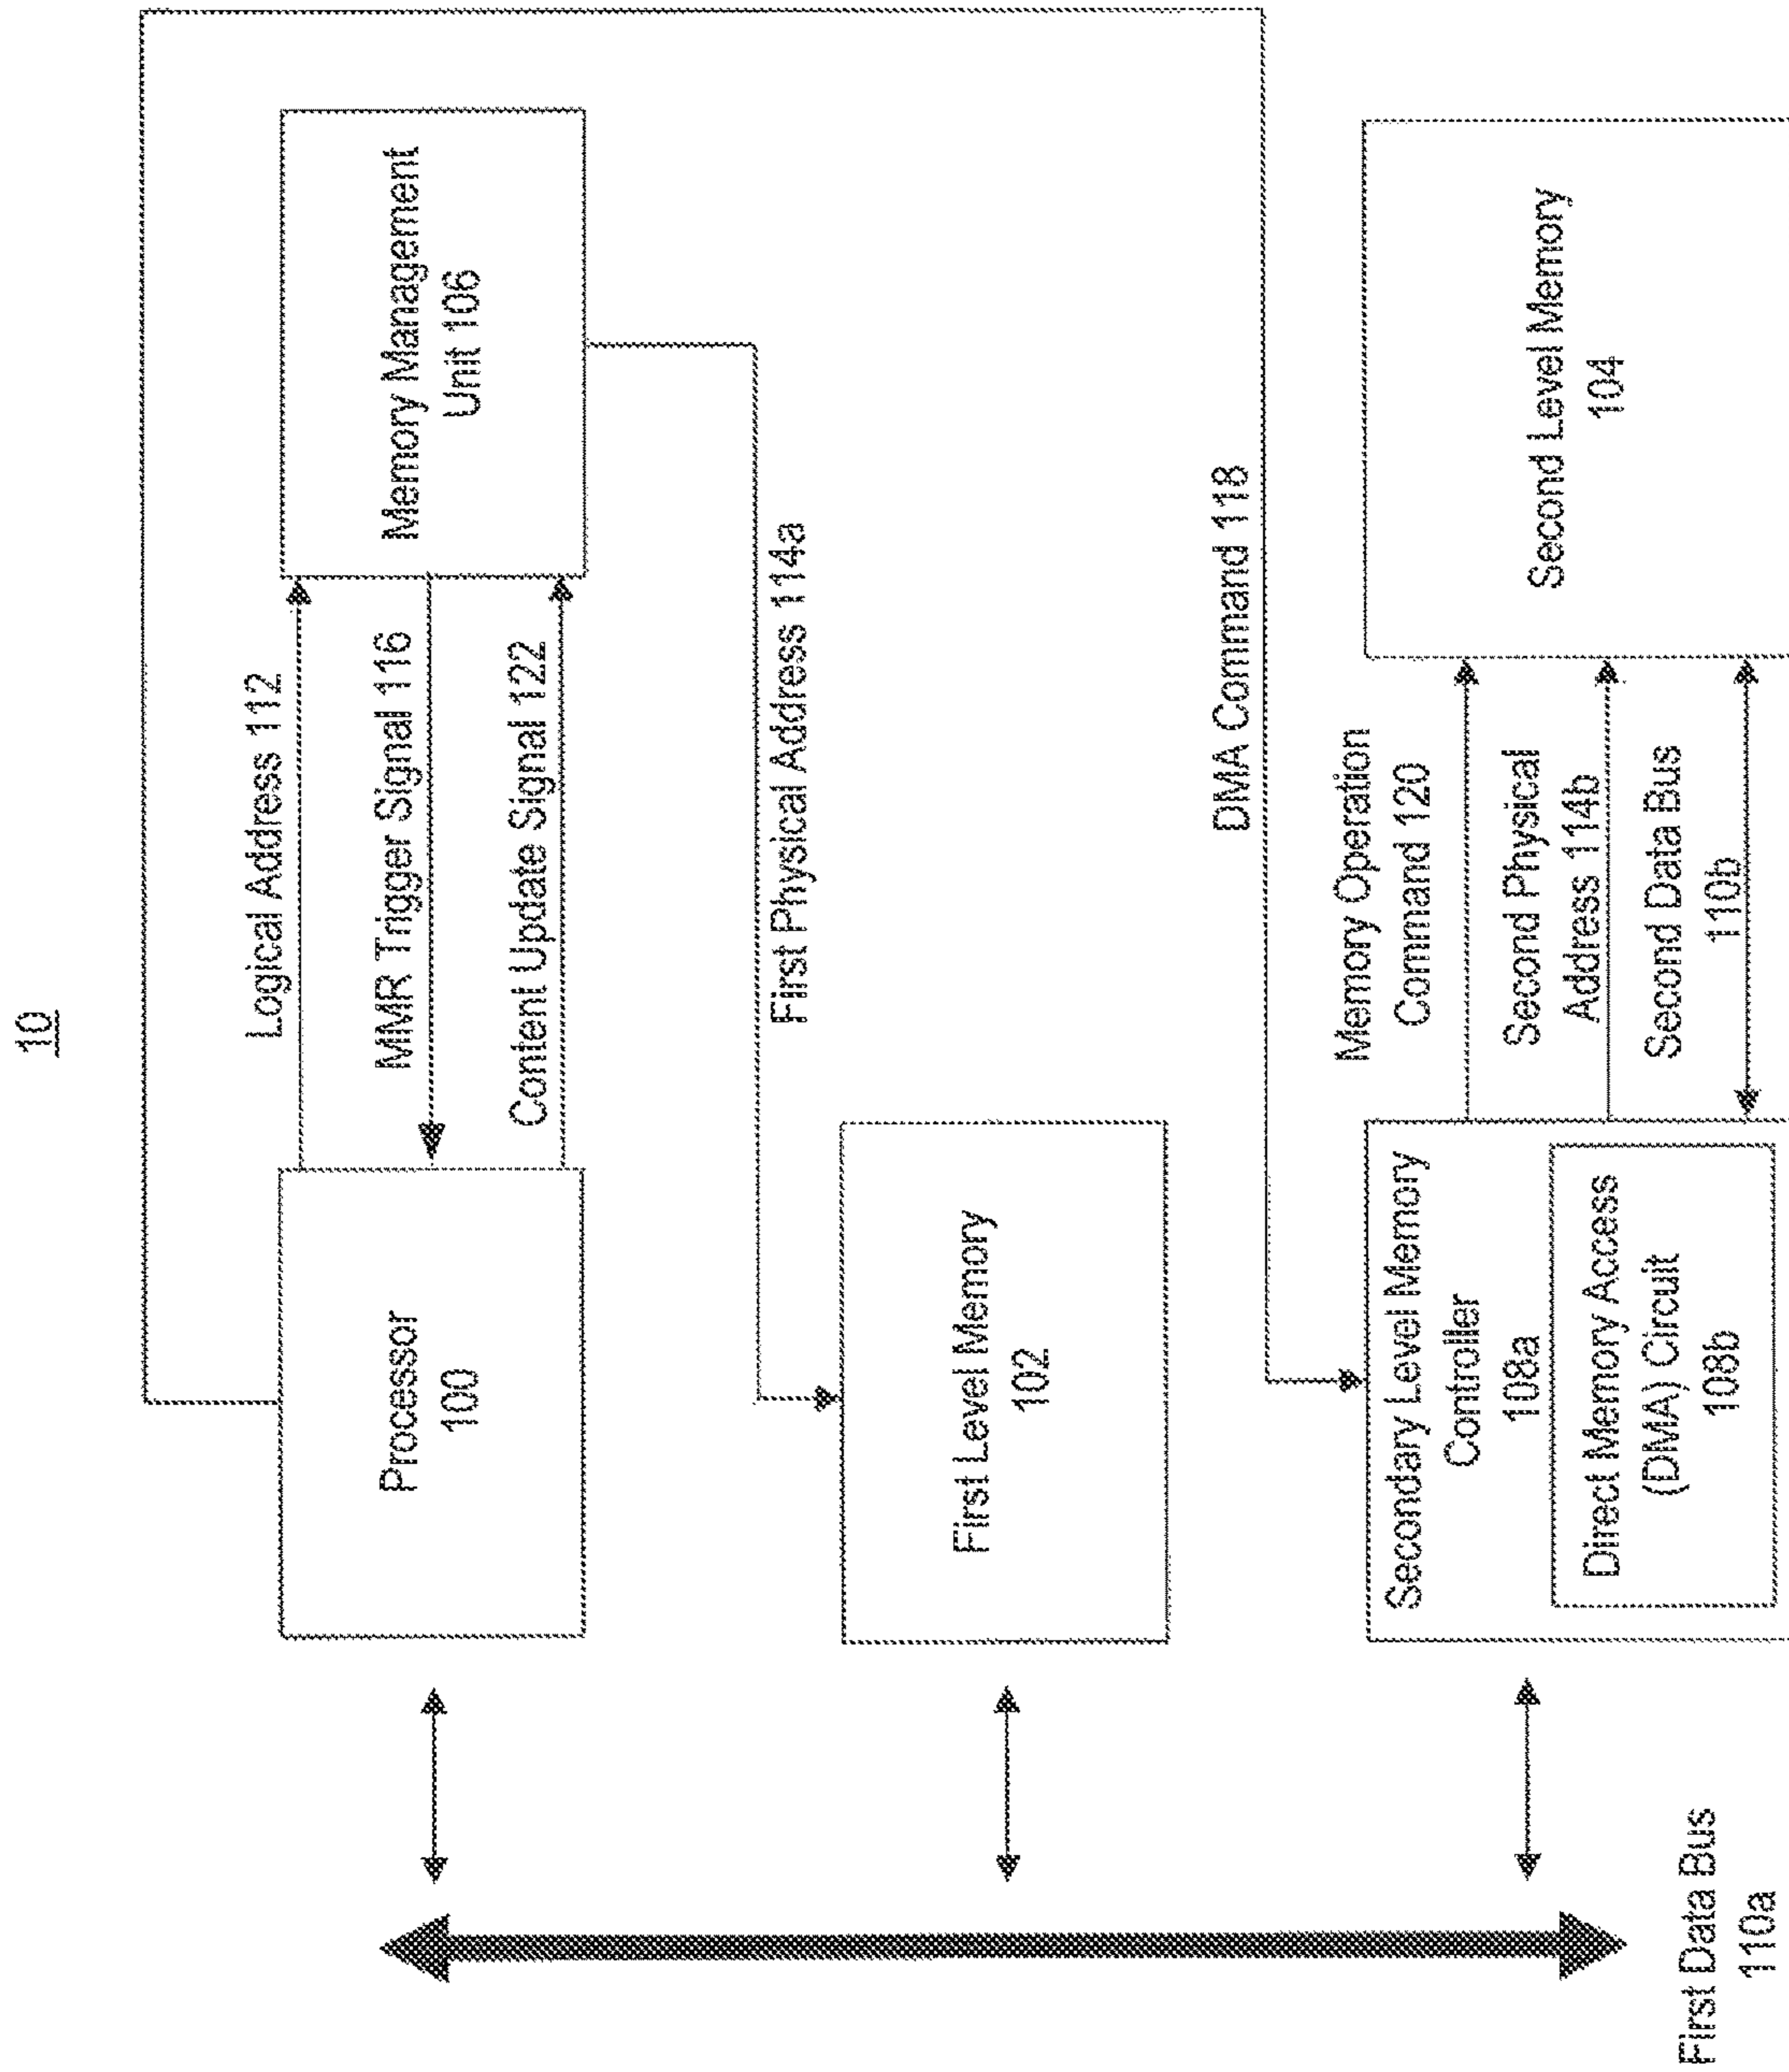 10
Processor
100
Logical Address 112
MMR Trigger Signal 116
Content Update Signal 122
Memory Management
Unit 106
First Physical Address 114a
First Level Memory
102
DMA Command 118
Secondary Level Memory
Controller
108a
Direct Memory Access
(DMA) Circuit
108b
Memory Operation
Command 120
Second Physical
Address 114b
Second Data Bus
110b
Second Level Memory
104
First Data Bus
110a